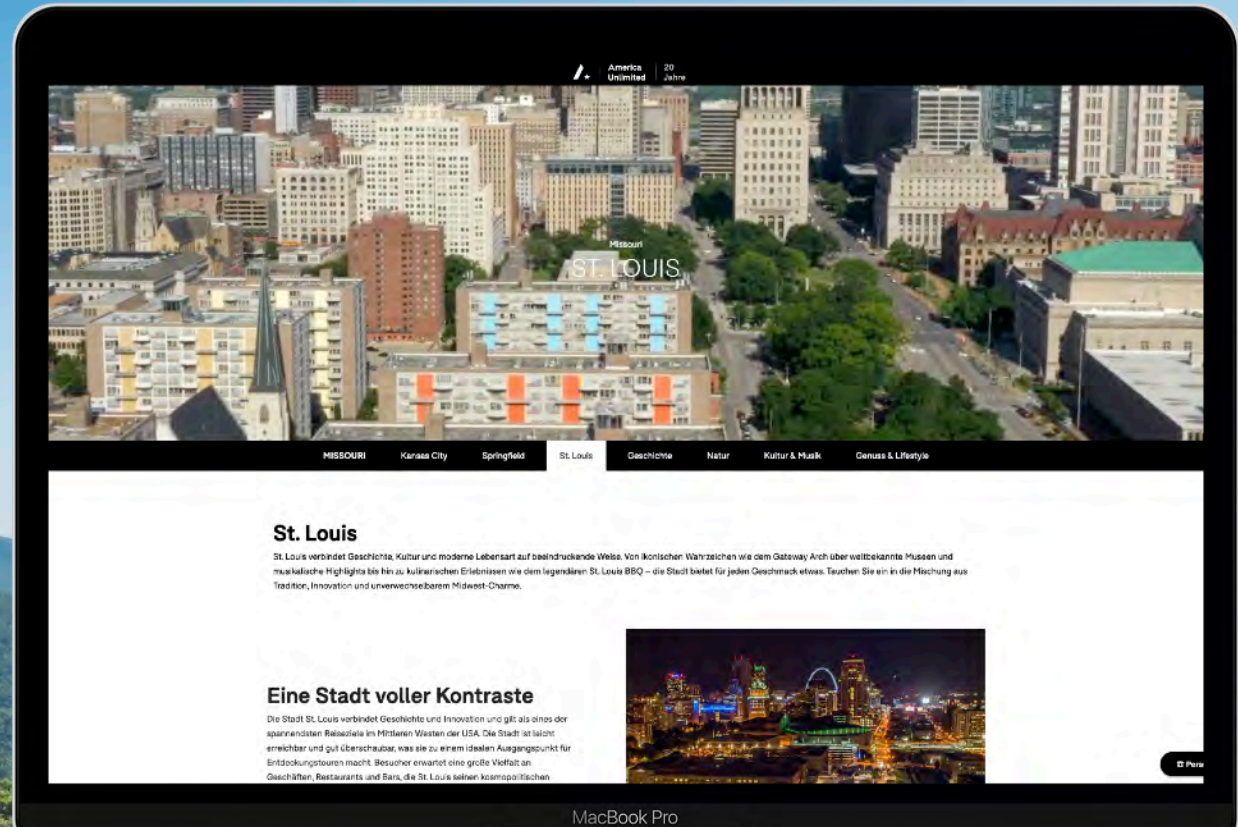 America
Unlimited
20
Jahre
Missouri
ST. LOUIS
MISSOURI Kansas City Springfield St. Louis Geschichte Natur Kultur & Musik Genuss & Lifestyle
St. Louis
St. Louis verbindet Geschichte, Kultur und moderne Lebensart auf beeindruckende Weise. Von ikonischen Wahrzeichen wie dem Gateway Arch über weltbekannte Museen und
musikalische Highlights bis hin zu kulinarischen Erlebnissen wie dem legendären St. Louis BBQ – die Stadt bietet für jeden Geschmack etwas. Tauchen Sie ein in die Mischung aus
Tradition, Innovation und unverwechselbarem Midwest-Charme.
Eine Stadt voller Kontraste
Die Stadt St. Louis verbindet Geschichte und Innovation und gilt als eines der
spannendsten Reiseziele im Mittleren Westen der USA. Die Stadt ist leicht
erreichbar und gut überschaubar, was sie zu einem idealen Ausgangspunkt für
Entdeckungstouren macht. Besucher erwartet eine große Vielfalt an
Geschäften, Restaurants und Bars, die St. Louis seinen kosmopolitischen
Pers
MacBook Pro